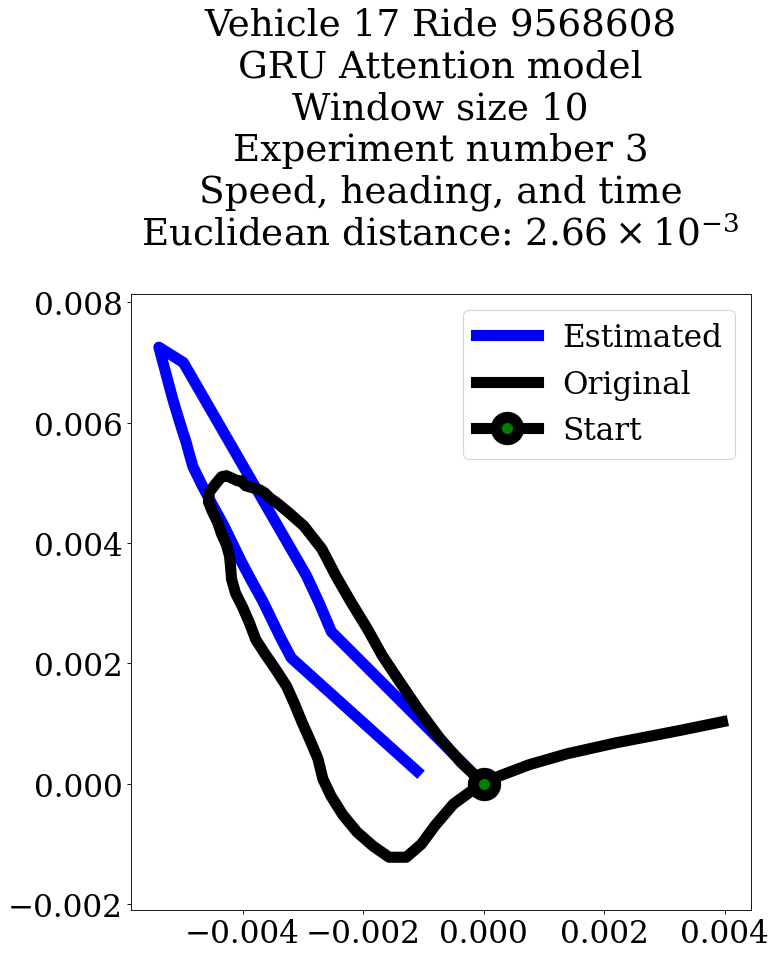 Vehicle 17 Ride 9568608
GRU Attention model
Window size 10
Experiment number 3
Speed, heading, and time
Euclidean distance: 2.66 × 10⁻³
0.008
0.006
0.004
0.002
0.000
−0.002
Estimated
Original
Start
−0.004 −0.002 0.000 0.002 0.004